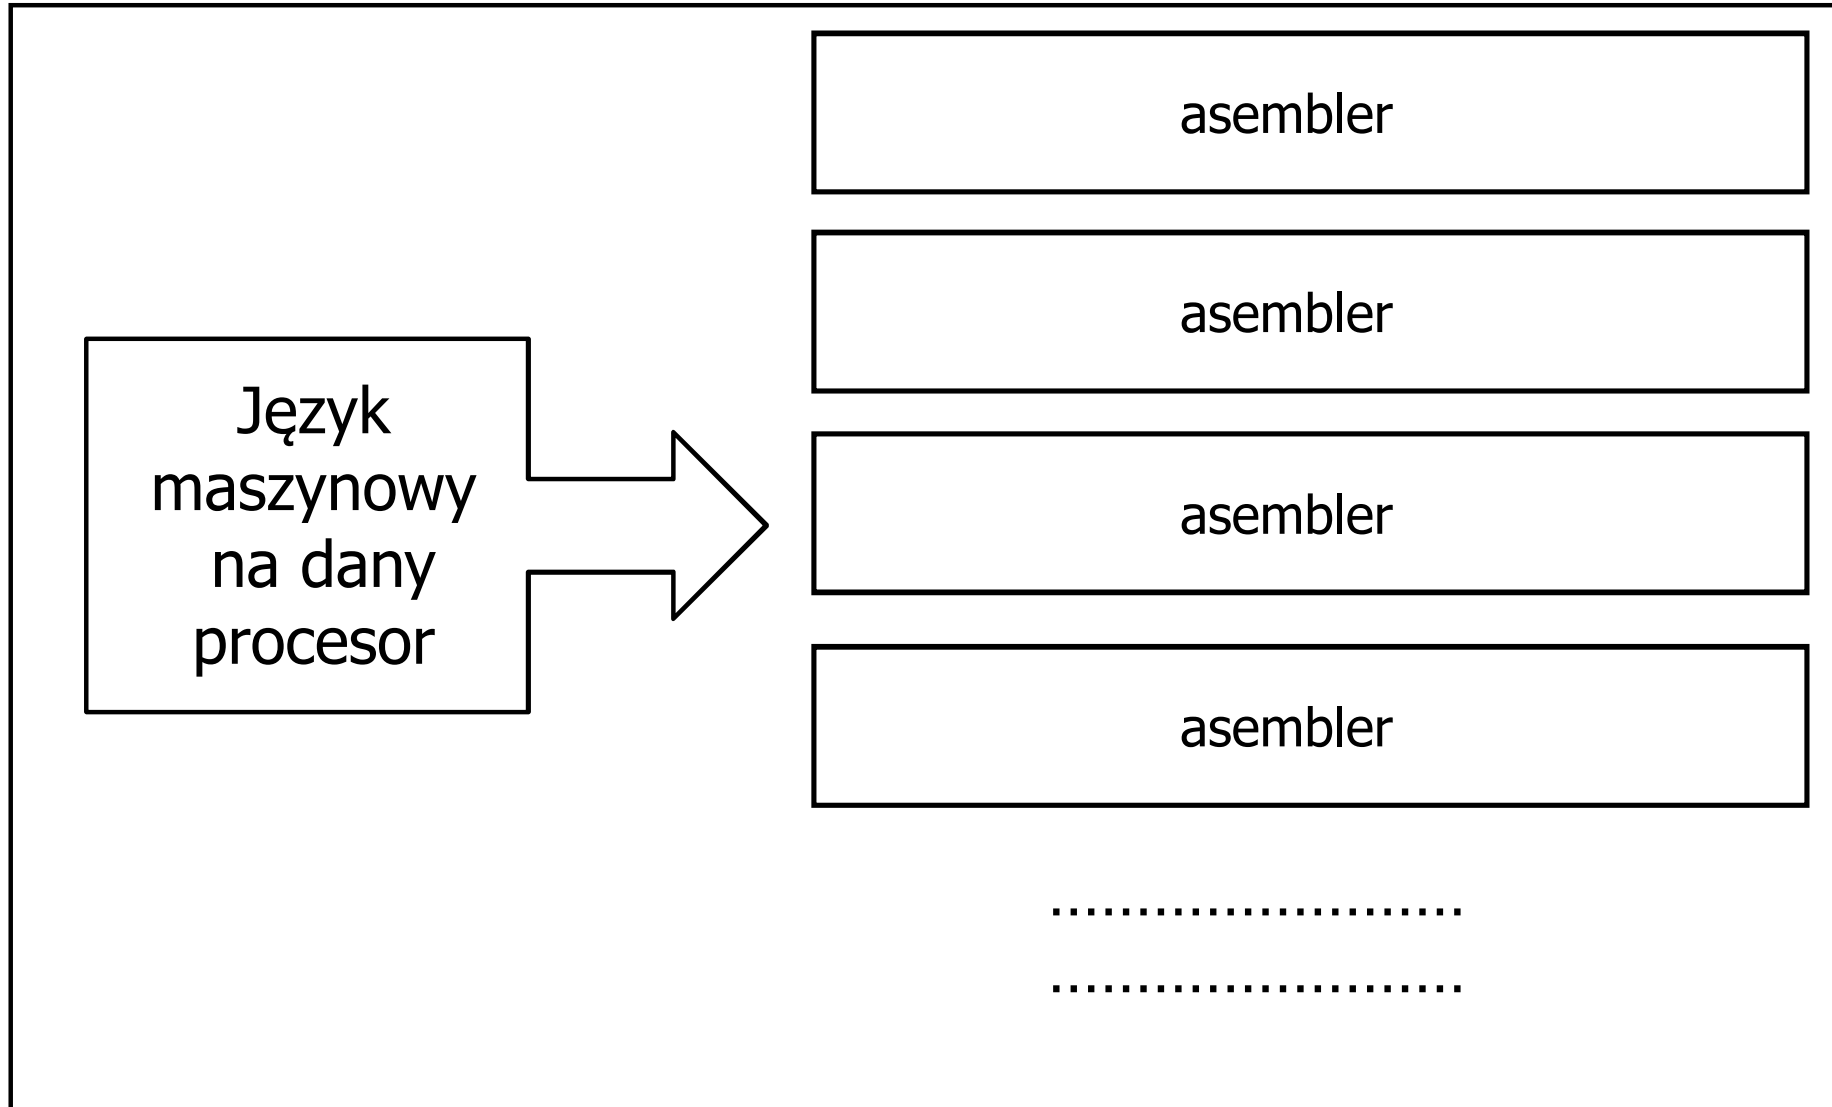 asembler
asembler
Język
maszynowy
na dany
procesor
asembler
asembler
........................
........................